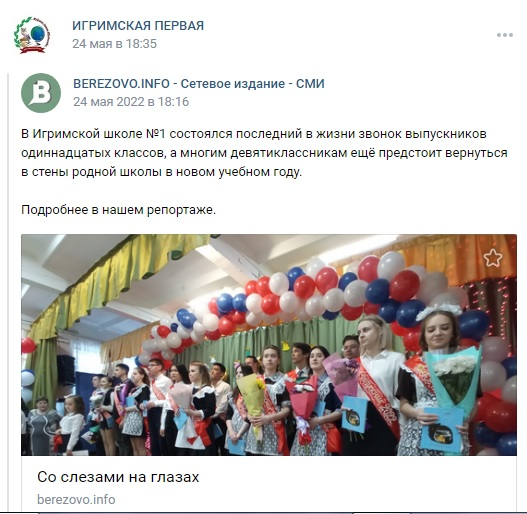 ИГРИМСКАЯ ПЕРВАЯ
24 мая в 18:35
BEREZOVO.INFO - Сетевое издание - СМИ
24 мая 2022 в 18:16
В Игримской школе №1 состоялся последний в жизни звонок выпускников
одиннадцатых классов, а многим девятиклассникам ещё предстоит вернуться
в стены родной школы в новом учебном году.
Подробнее в нашем репортаже.
Со слезами на глазах
berezovo.info